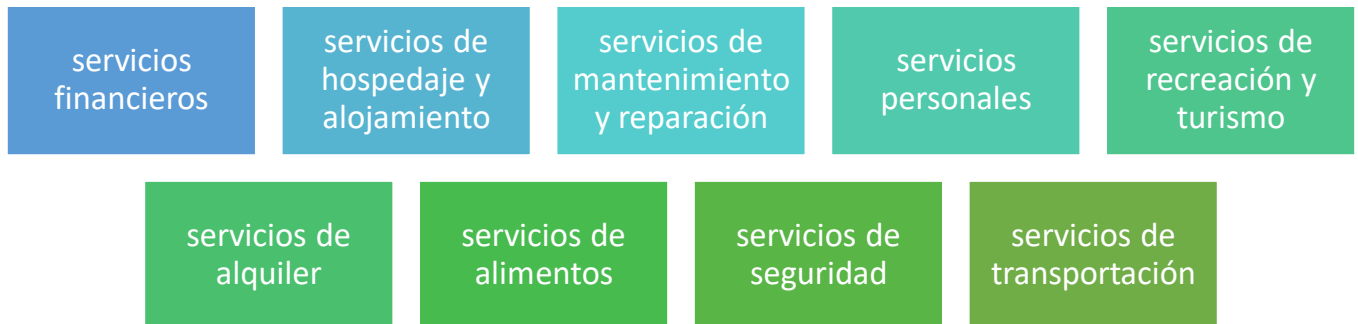 servicios
financieros
servicios de
hospedaje y
alojamiento
servicios de
mantenimiento
y reparación
servicios
personales
servicios de
recreación y
turismo
servicios de
alquiler
servicios de
alimentos
servicios de
seguridad
servicios de
transportación